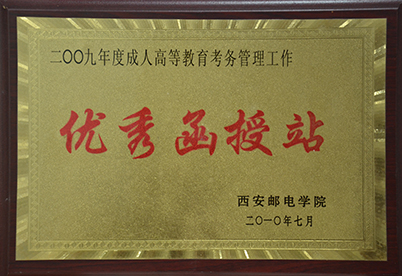 二〇〇九年度成人高等教育考务管理工作
优秀函授站
西安邮电学院
二〇一〇年七月